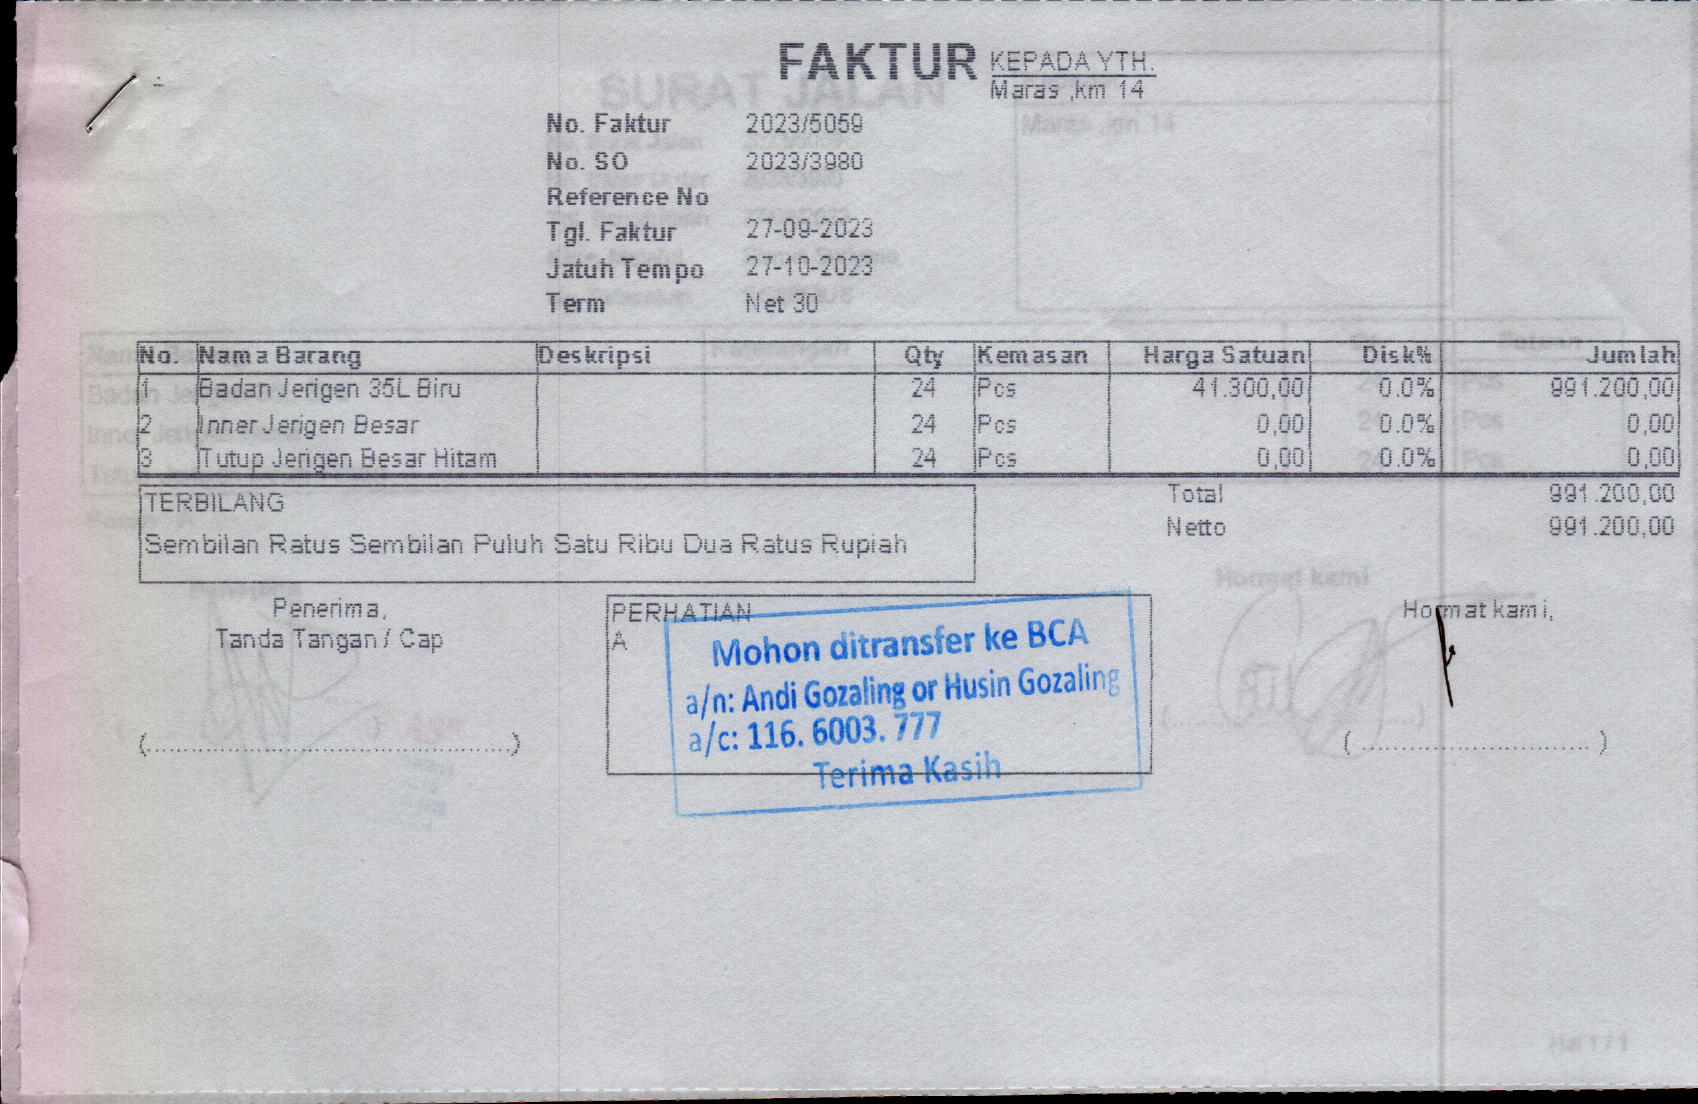 FAKTUR
KEPADA YTH.
Maras ,km 14
No. Faktur 2023/5059
No. SO 2023/3980
Reference No
Tgl. Faktur 27-09-2023
Jatuh Tempo 27-10-2023
Term Net 30
No. Nama Barang Deskripsi Qty Kemasan Harga Satuan Disk% Jumlah
1 Badan Jerigen 35L Biru 24 Pcs 41.300,00 0.0% 991.200,00
2 Inner Jerigen Besar 24 Pcs 0,00 0.0% 0,00
3 Tutup Jerigen Besar Hitam 24 Pcs 0,00 0.0% 0,00
TERBILANG
Sembilan Ratus Sembilan Puluh Satu Ribu Dua Ratus Rupiah
Total 991.200,00
Netto 991.200,00
Penerima,
Tanda Tangan / Cap
(........................................)
PERHATIAN
A
Mohon ditransfer ke BCA
a/n: Andi Gozaling or Husin Gozaling
a/c: 116. 6003. 777
Terima Kasih
Hormat kami,
( ............................ )